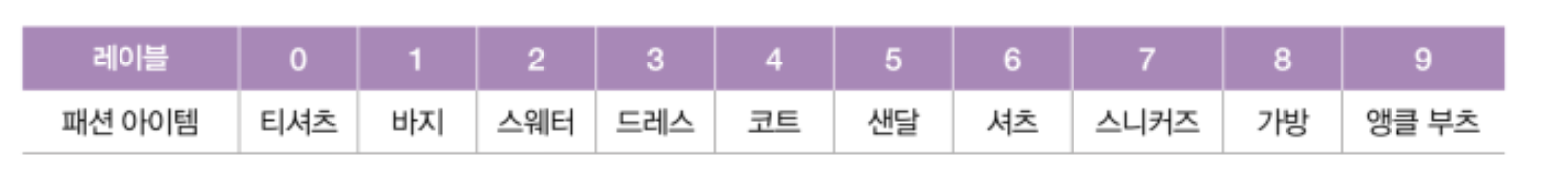 레이블 0 1 2 3 4 5 6 7 8 9
패션 아이템 티셔츠 바지 스웨터 드레스 코트 샌달 셔츠 스니커즈 가방 앵클 부츠